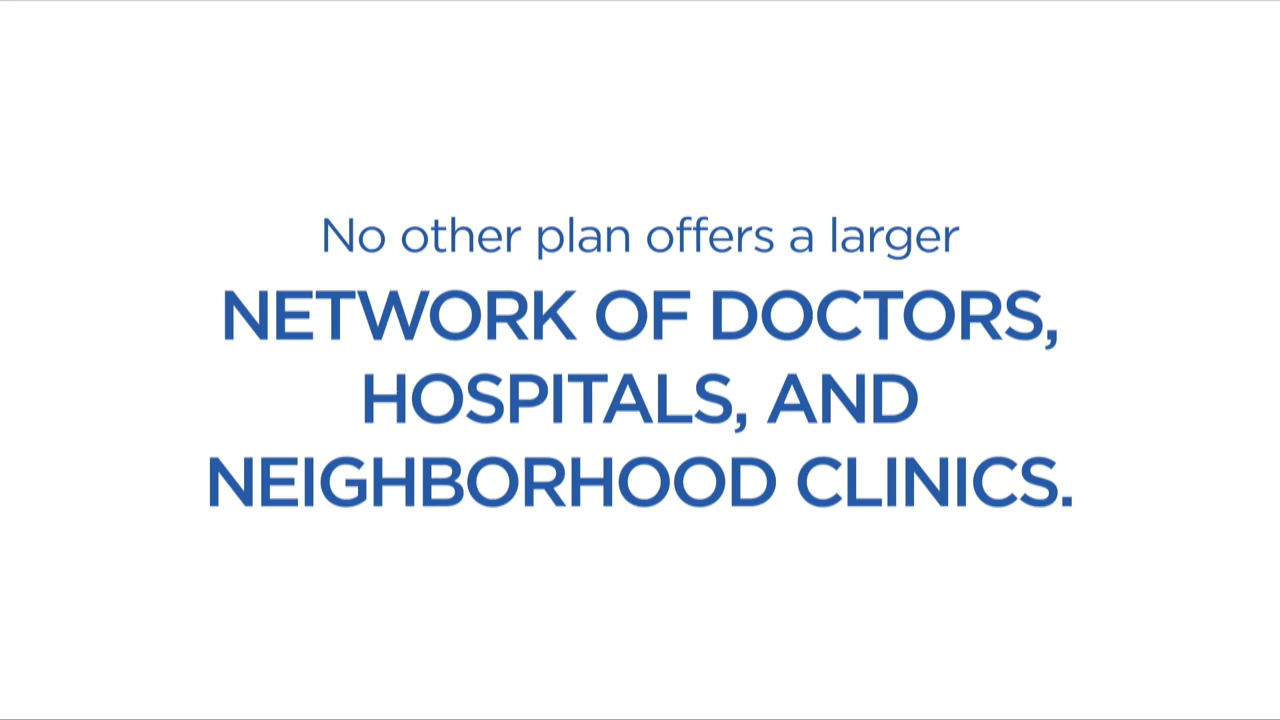 No other plan offers a larger
NETWORK OF DOCTORS,
HOSPITALS, AND
NEIGHBORHOOD CLINICS.